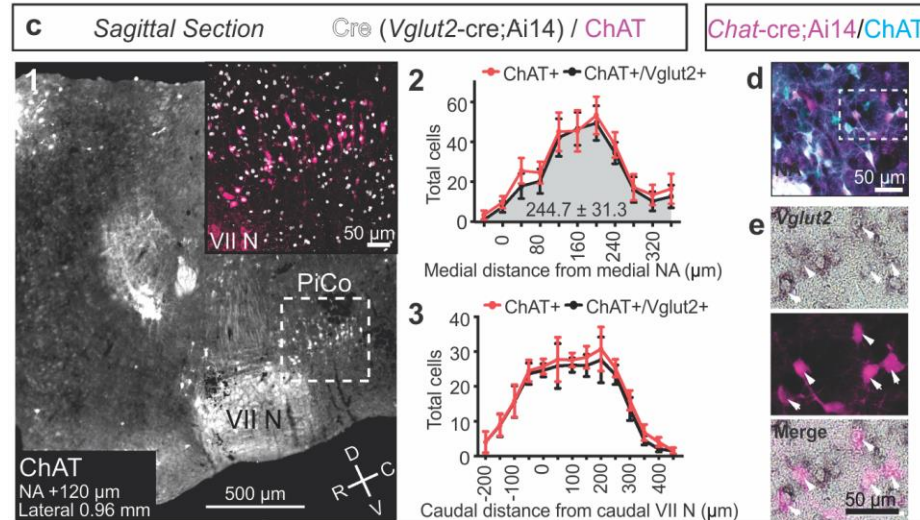 c Sagittal Section Cre (Vglut2-cre;Ai14) / ChAT
Chat-cre;Ai14/ChAT
1
VII N
50 µm
PiCo
VII N
ChAT
NA +120 µm
Lateral 0.96 mm
500 µm
D
R C
V
2
ChAT+ ChAT+/Vglut2+
Total cells
60
40
20
0
244.7 ± 31.3
0 80 160 240 320
Medial distance from medial NA (µm)
3
ChAT+ ChAT+/Vglut2+
Total cells
40
30
20
10
0
-200 -100 0 100 200 300 400
Caudal distance from caudal VII N (µm)
d
50 µm
e
Vglut2
Merge
50 µm